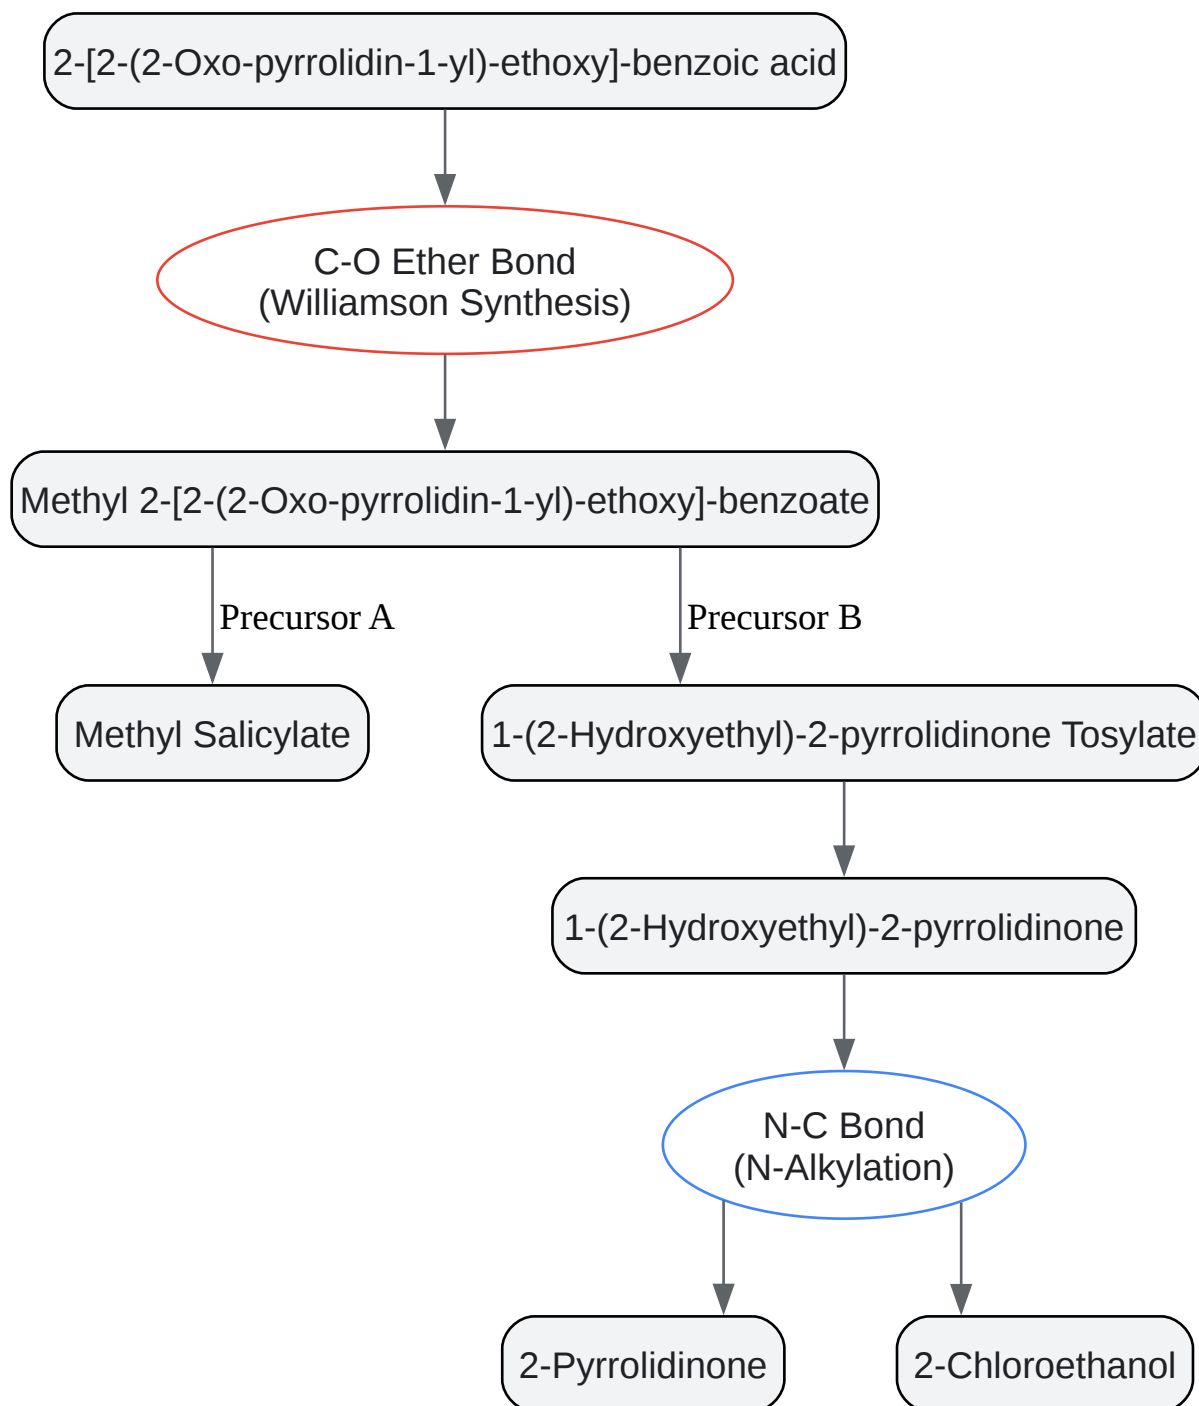 2-[2-(2-Oxo-pyrrolidin-1-yl)-ethoxy]-benzoic acid
C-O Ether Bond
(Williamson Synthesis)
Methyl 2-[2-(2-Oxo-pyrrolidin-1-yl)-ethoxy]-benzoate
Precursor A
Precursor B
Methyl Salicylate
1-(2-Hydroxyethyl)-2-pyrrolidinone Tosylate
1-(2-Hydroxyethyl)-2-pyrrolidinone
N-C Bond
(N-Alkylation)
2-Pyrrolidinone
2-Chloroethanol